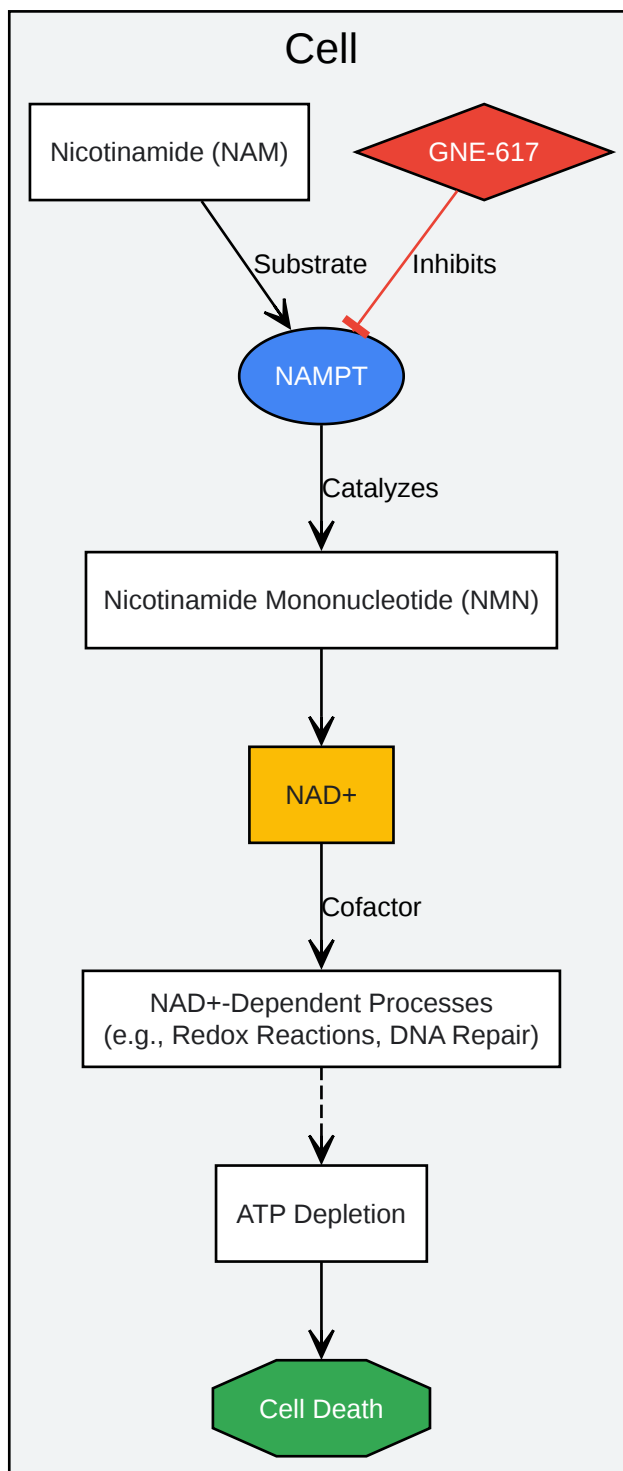 Cell
Nicotinamide (NAM)
GNE-617
Substrate
Inhibits
NAMPT
Catalyzes
Nicotinamide Mononucleotide (NMN)
NAD+
Cofactor
NAD+-Dependent Processes
(e.g., Redox Reactions, DNA Repair)
ATP Depletion
Cell Death